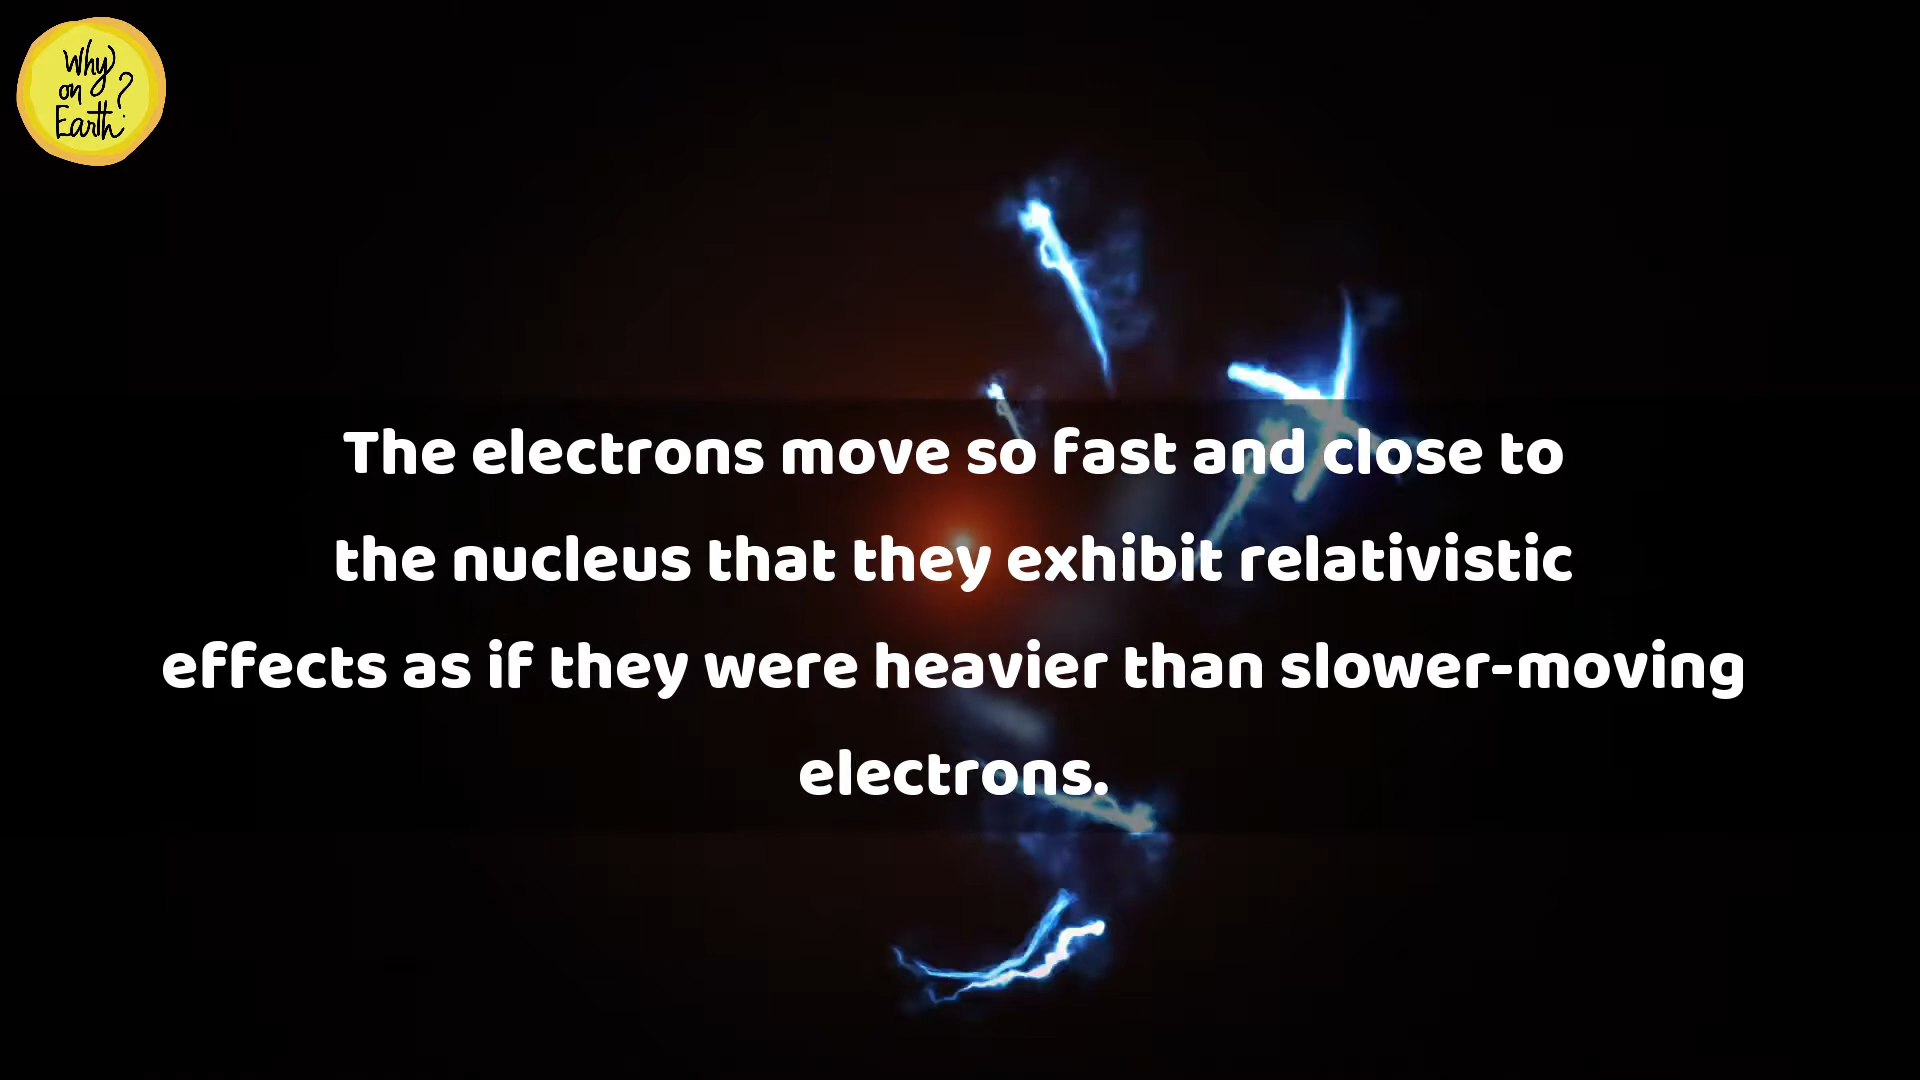 Why
on ?
Earth
The electrons move so fast and close to
the nucleus that they exhibit relativistic
effects as if they were heavier than slower-moving
electrons.